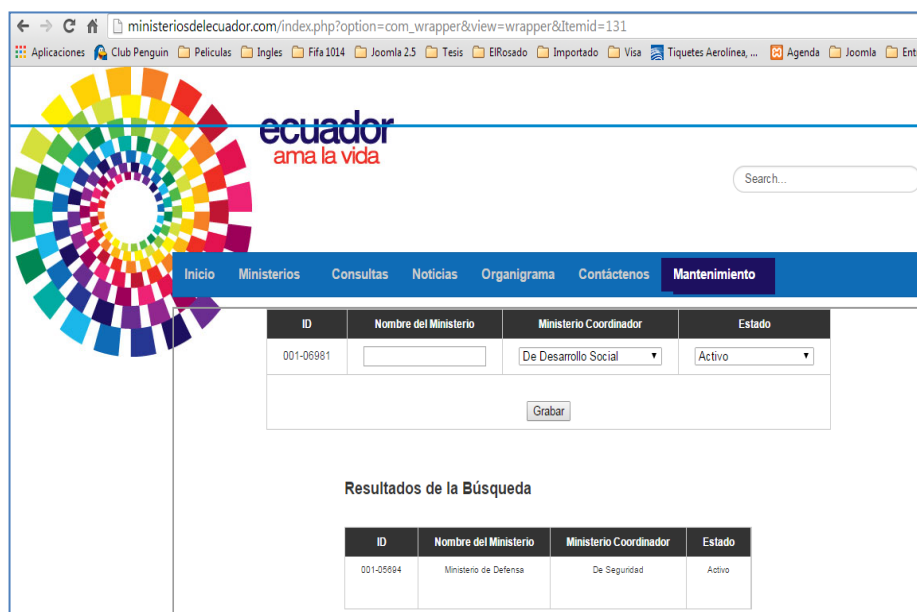 ministeriosdelecuador.com/index.php?option=com_wrapper&view=wrapper&Itemid=131
Aplicaciones Club Penguin Peliculas Ingles Fifa 1014 Joomla 2.5 Tesis ElRosado Importado Visa Tiquetes Aerolínea, ... Agenda Joomla Ent
ecuador
ama la vida
Search...
Inicio Ministerios Consultas Noticias Organigrama Contáctenos Mantenimiento
ID Nombre del Ministerio Ministerio Coordinador Estado
001-06981 De Desarrollo Social Activo
Grabar
Resultados de la Búsqueda
ID Nombre del Ministerio Ministerio Coordinador Estado
001-05694 Ministerio de Defensa De Seguridad Activo